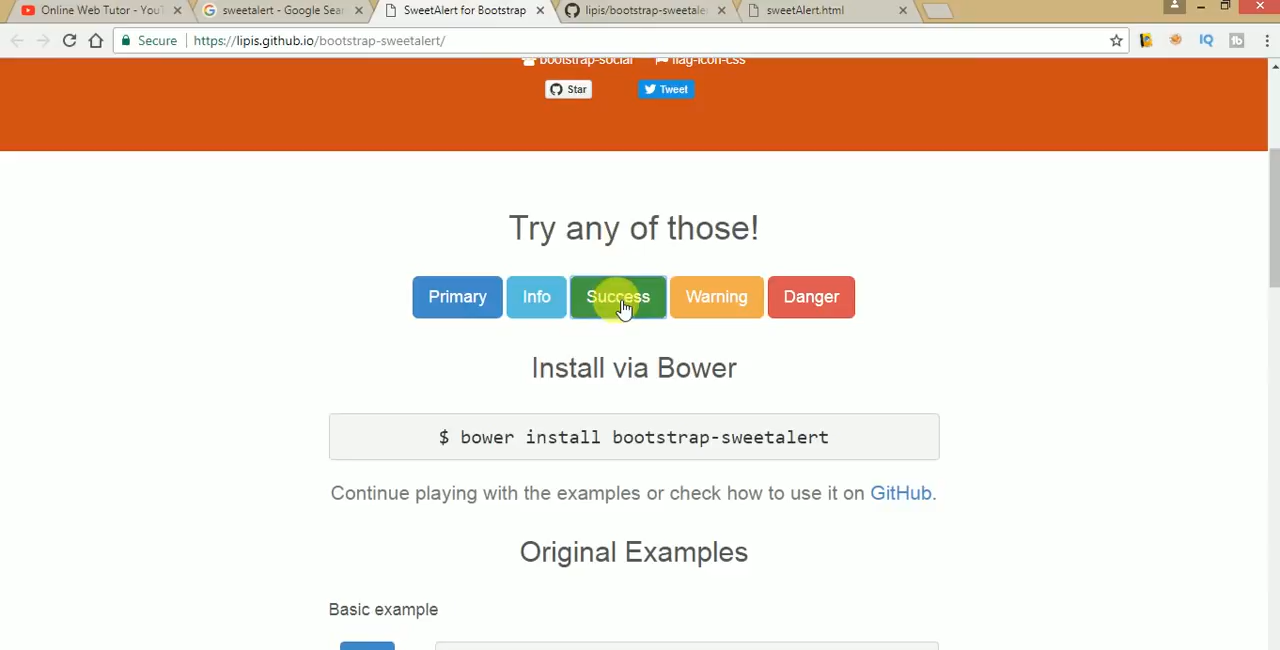 Online Web Tutor - YouT
sweetalert - Google Sear
SweetAlert for Bootstrap
lipis/bootstrap-sweetale
sweetAlert.html
Secure
https://lipis.github.io/bootstrap-sweetalert/
IQ
bootstrap-social flag-icon-css
Star
Tweet
Try any of those!
Primary
Info
Success
Warning
Danger
Install via Bower
$ bower install bootstrap-sweetalert
Continue playing with the examples or check how to use it on GitHub.
Original Examples
Basic example